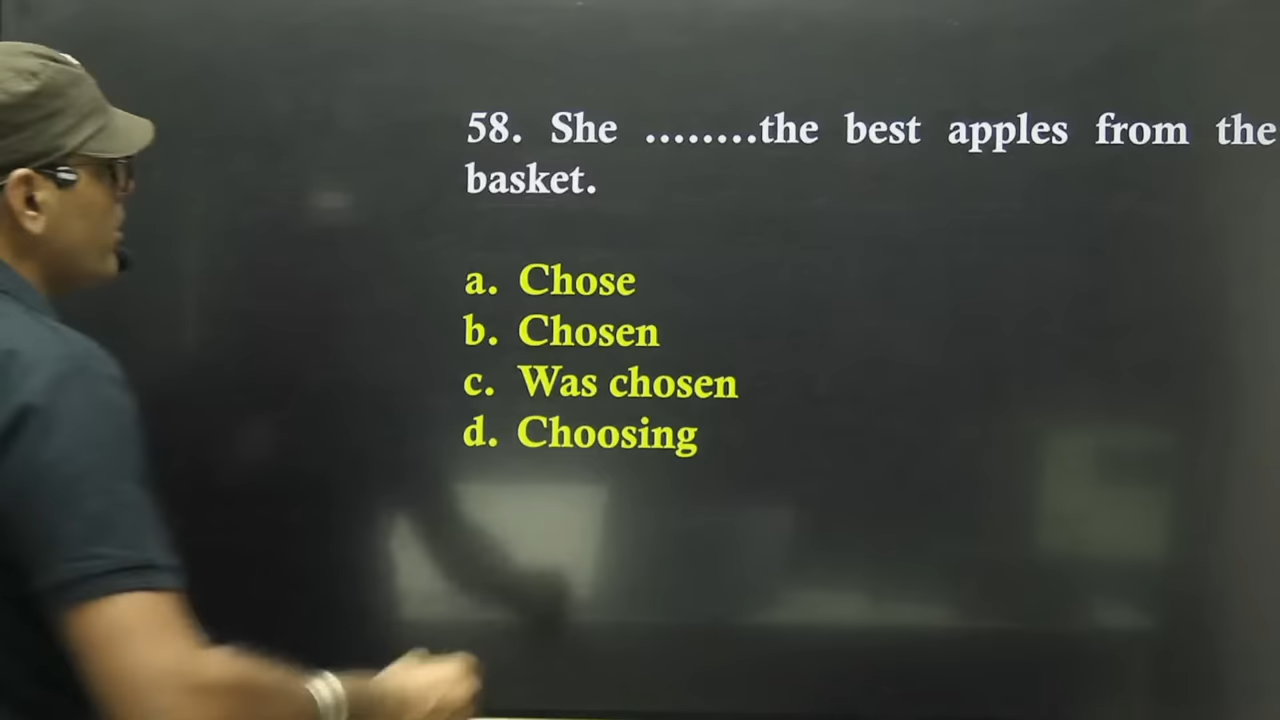 58. She ........the best apples from the
basket.
a. Chose
b. Chosen
c. Was chosen
d. Choosing